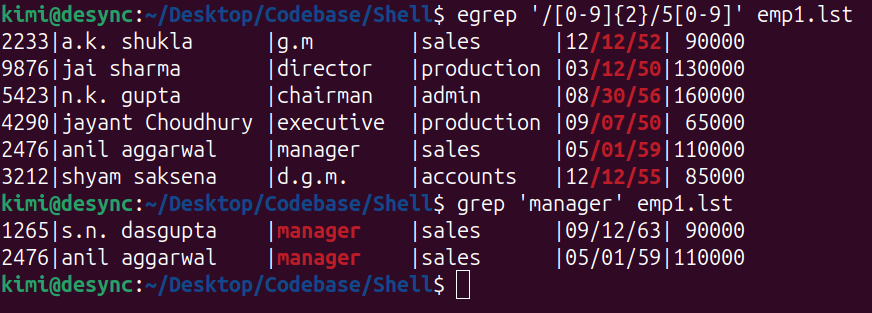 kimi@desync:~/Desktop/Codebase/Shell$ egrep '/[0-9]{2}/5[0-9]' emp1.lst
2233|a.k. shukla     |g.m       |sales      |12/12/52| 90000
9876|jai sharma      |director  |production |03/12/50|130000
5423|n.k. gupta      |chairman  |admin      |08/30/56|160000
4290|jayant Choudhury |executive  |production |09/07/50| 65000
2476|anil aggarwal   |manager   |sales      |05/01/59|110000
3212|shyam saksena   |d.g.m.    |accounts   |12/12/55| 85000
kimi@desync:~/Desktop/Codebase/Shell$ grep 'manager' emp1.lst
1265|s.n. dasgupta   |manager   |sales      |09/12/63| 90000
2476|anil aggarwal   |manager   |sales      |05/01/59|110000
kimi@desync:~/Desktop/Codebase/Shell$